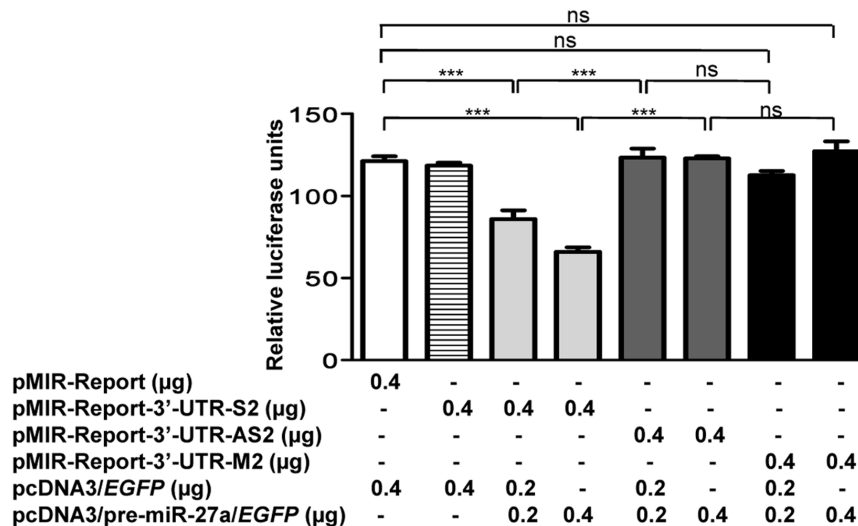 ns
ns
*** *** ns
*** *** ns
150
100
50
0
Relative luciferase units
pMIR-Report (µg) 0.4 - - - - - - -
pMIR-Report-3’-UTR-S2 (µg) - 0.4 0.4 0.4 - - - -
pMIR-Report-3’-UTR-AS2 (µg) - - - - 0.4 0.4 - -
pMIR-Report-3’-UTR-M2 (µg) - - - - - - 0.4 0.4
pcDNA3/EGFP (µg) 0.4 0.4 0.2 - 0.2 - 0.2 -
pcDNA3/pre-miR-27a/EGFP (µg) - - 0.2 0.4 0.2 0.4 0.2 0.4